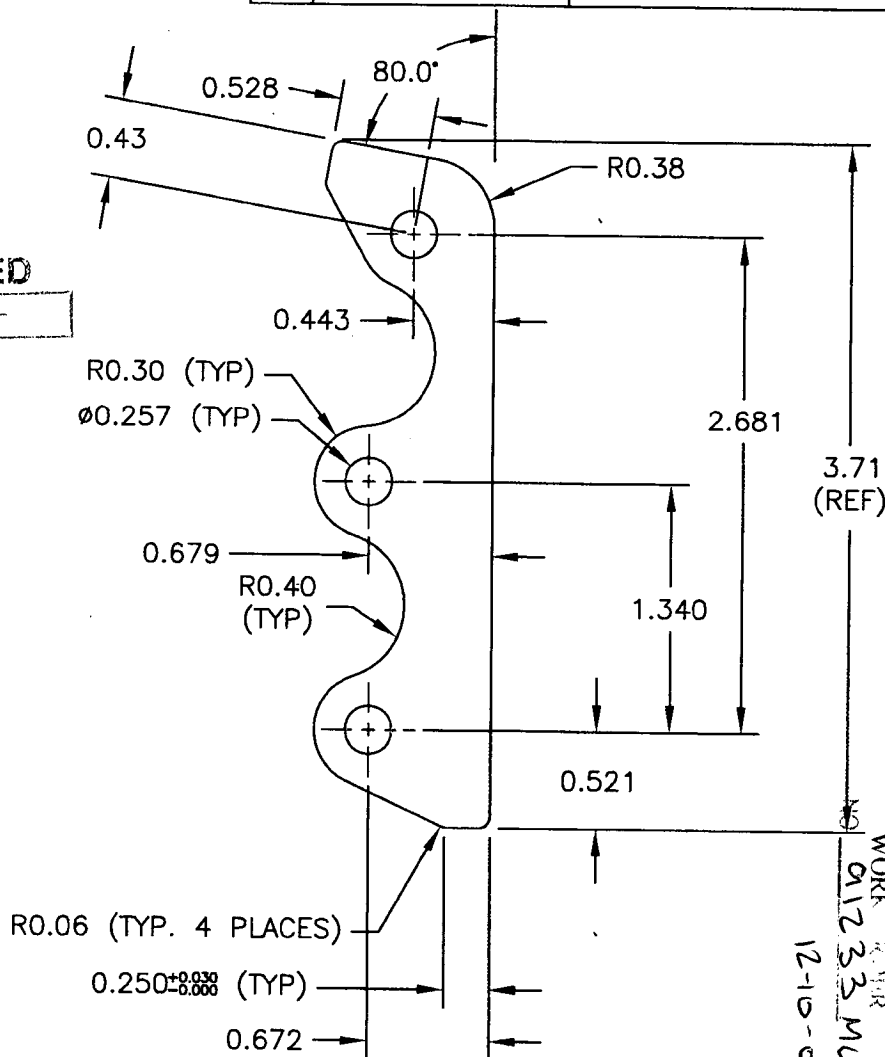 80.0°
0.528
0.43
R0.38
ED
0.443
R0.30 (TYP)
ø0.257 (TYP)
2.681
3.71
(REF)
0.679
R0.40
(TYP)
1.340
0.521
R0.06 (TYP. 4 PLACES)
0.250+0.030-0.000 (TYP)
0.672
WORK
NO
12-10-0